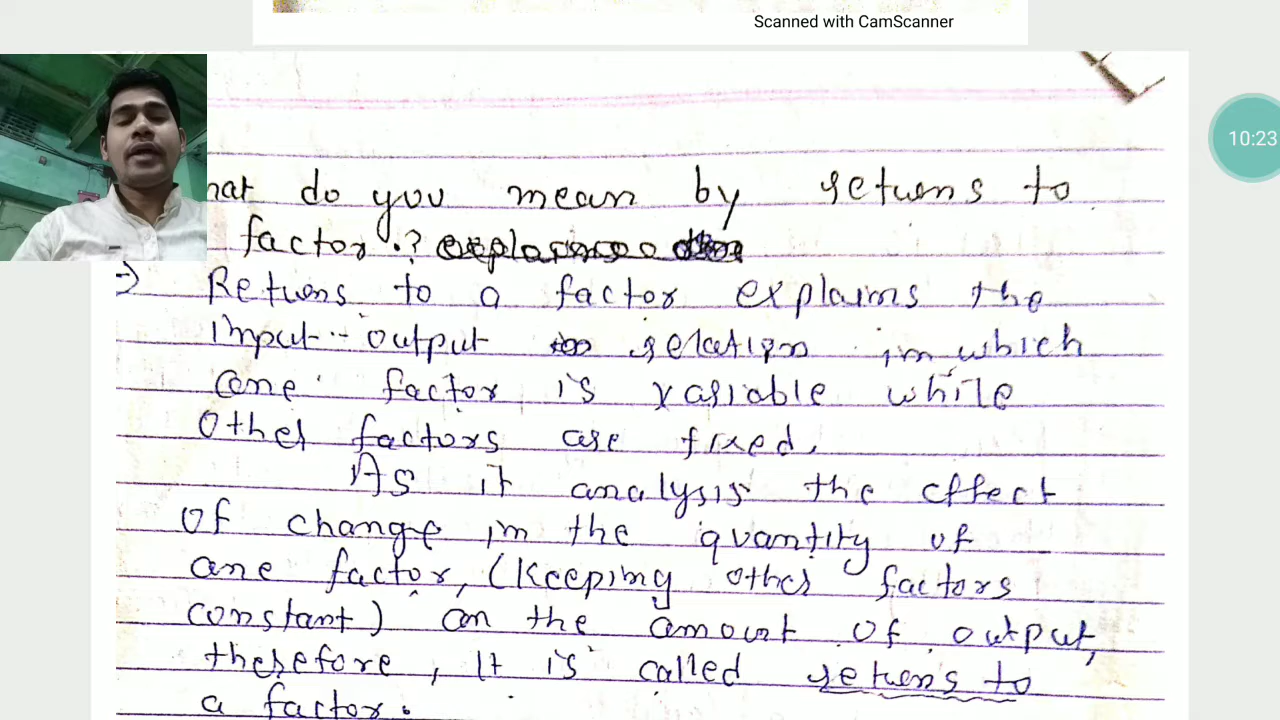 Scanned with CamScanner
10:23
hat do you mean by returns to
factor.?
=) Returns to a factor explains the
Input-output relation in which
one factor is variable while
Other factors are fixed.
As it analysis the effect
Of change in the quantity of
one factor, (Keeping other factors
constant) on the amount of output,
therefore, It is called returns to
a factor.